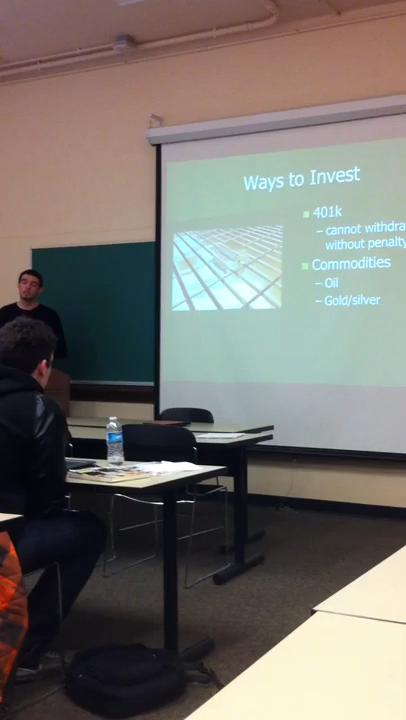 Ways to Invest
401k
– cannot withdra
without penalty
Commodities
– Oil
– Gold/silver